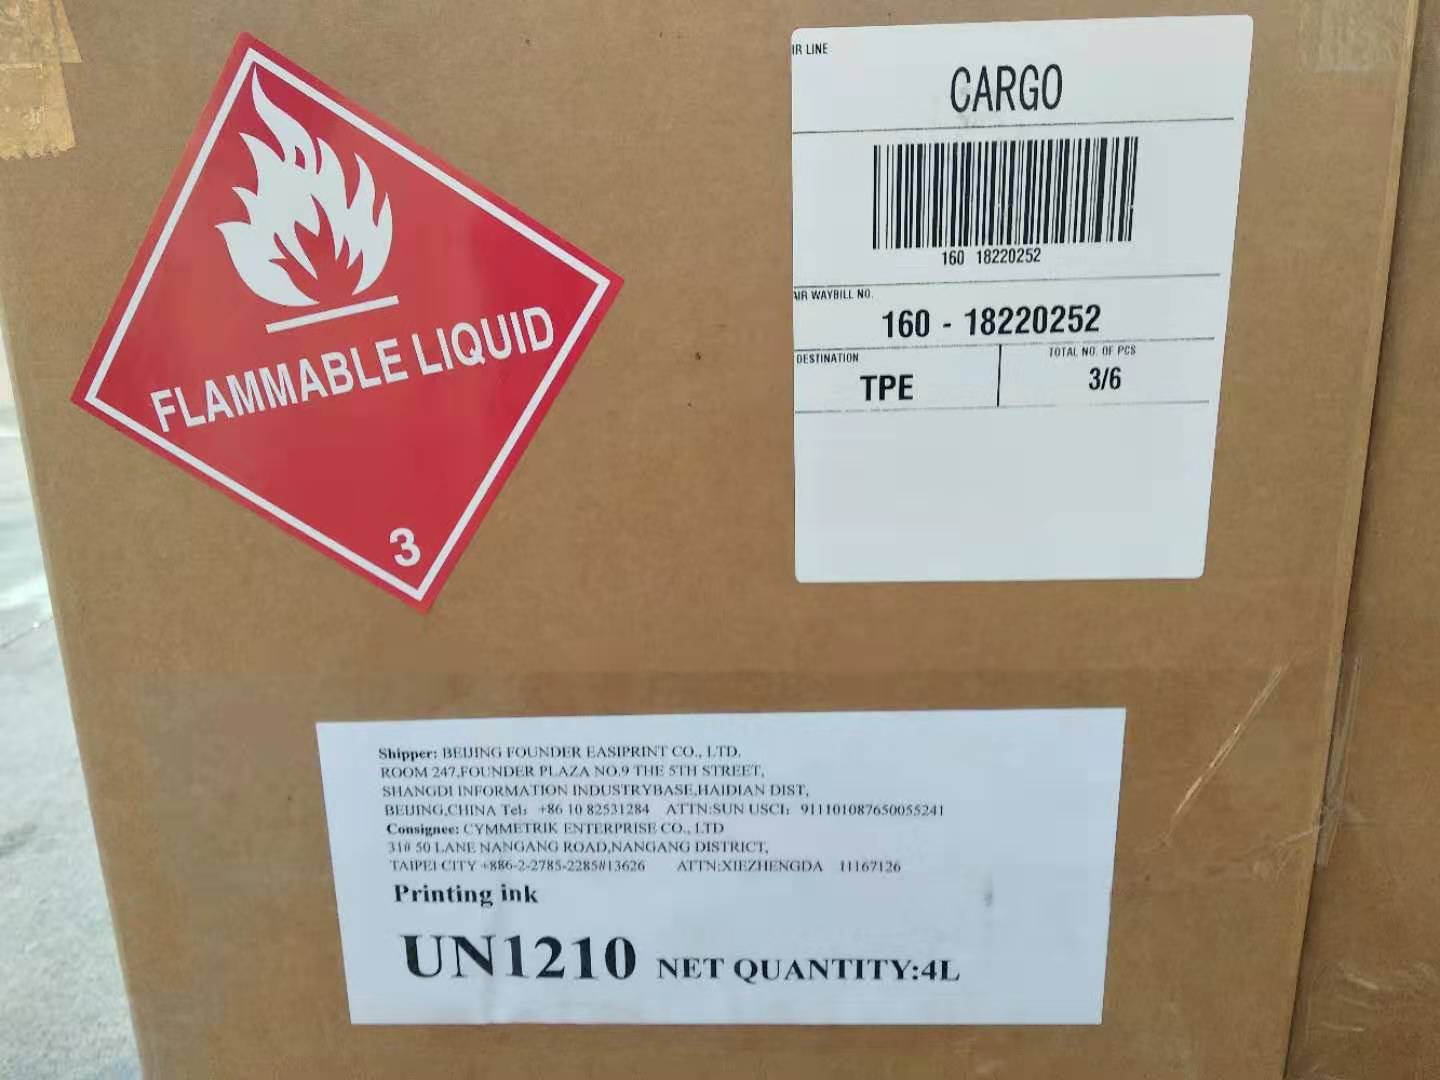 FLAMMABLE LIQUID
3
IR LINE
CARGO
160 18220252
AIR WAYBILL NO.
160 - 18220252
DESTINATION
TOTAL NO. OF PCS
TPE
3/6
Shipper: BEIJING FOUNDER EASIPRINT CO., LTD.
ROOM 247,FOUNDER PLAZA NO.9 THE 5TH STREET,
SHANGDI INFORMATION INDUSTRYBASE,HAIDIAN DIST,
BEIJING,CHINA Tel: +86 10 82531284 ATTN:SUN USCI: 911101087650055241
Consignee: CYMMETRIK ENTERPRISE CO., LTD
31# 50 LANE NANGANG ROAD,NANGANG DISTRICT,
TAIPEI CITY +886-2-2785-2285#13626 ATTN:XIEZHENGDA 11167126
Printing ink
UN1210 NET QUANTITY:4L